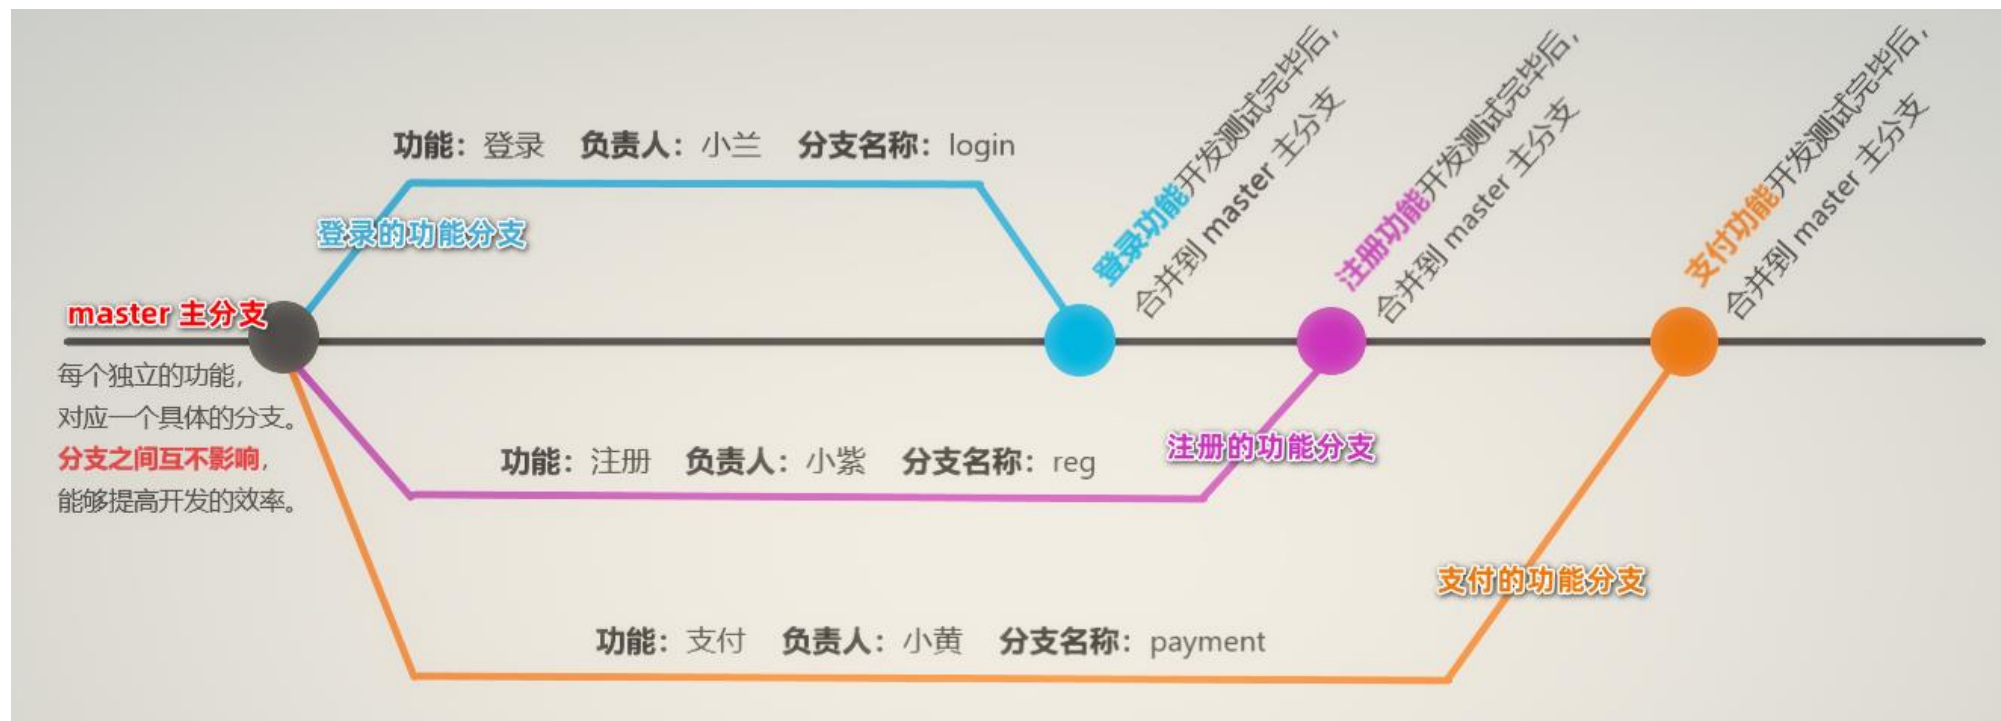 功能：登录 负责人：小兰 分支名称：login
登录的功能分支
master 主分支
每个独立的功能，
对应一个具体的分支。
分支之间互不影响，
能够提高开发的效率。
登录功能开发测试完毕后，
合并到 master 主分支
注册功能开发测试完毕后，
合并到 master 主分支
支付功能开发测试完毕后，
合并到 master 主分支
功能：注册 负责人：小紫 分支名称：reg
注册的功能分支
支付的功能分支
功能：支付 负责人：小黄 分支名称：payment